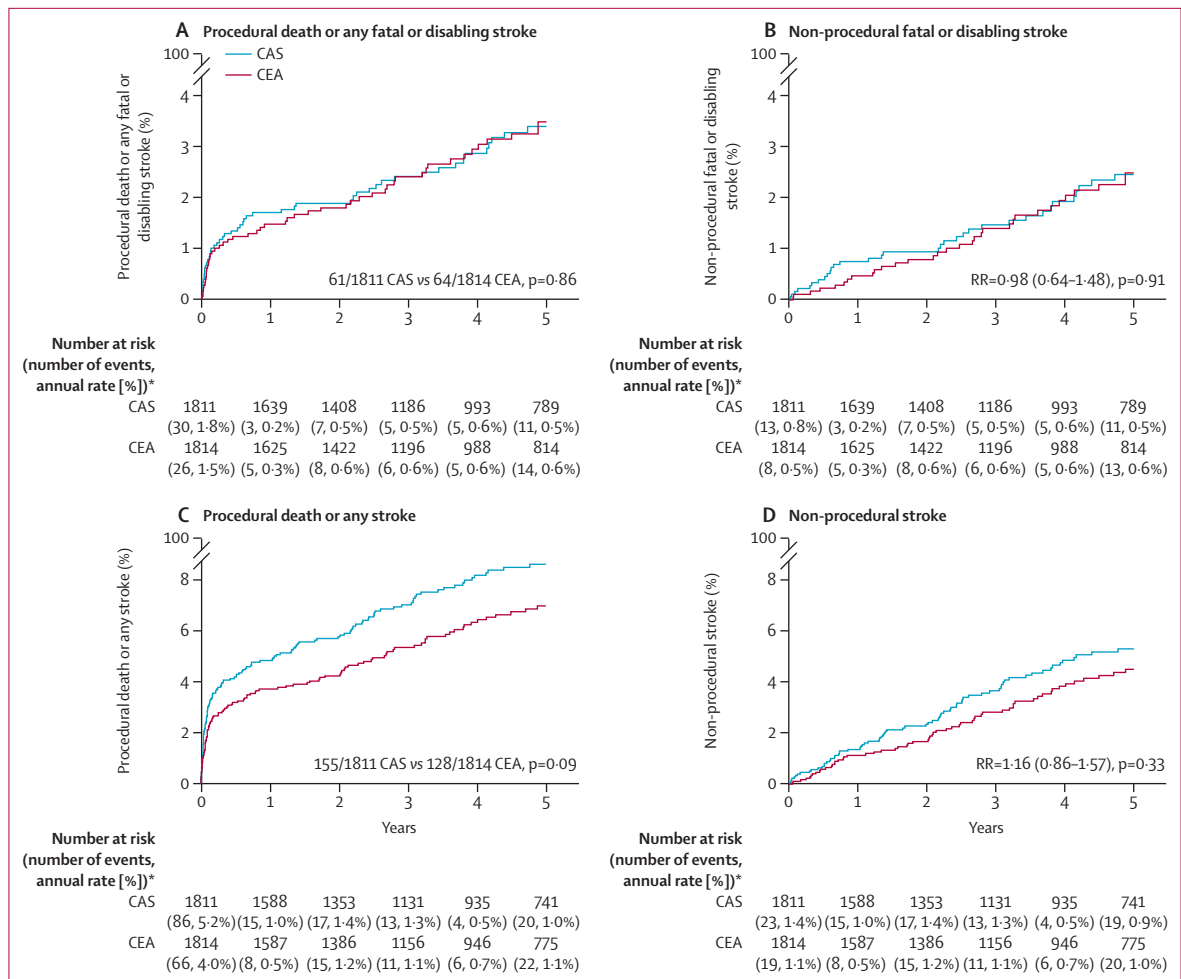 A Procedural death or any fatal or disabling stroke
CAS
CEA
Procedural death or any fatal or
disabling stroke (%)
100
4
3
2
1
0
0 1 2 3 4 5
61/1811 CAS vs 64/1814 CEA, p=0·86
Number at risk
(number of events,
annual rate [%])*
CAS 1811 1639 1408 1186 993 789
(30, 1·8%) (3, 0·2%) (7, 0·5%) (5, 0·5%) (5, 0·6%) (11, 0·5%)
CEA 1814 1625 1422 1196 988 814
(26, 1·5%) (5, 0·3%) (8, 0·6%) (6, 0·6%) (5, 0·6%) (14, 0·6%)
B Non-procedural fatal or disabling stroke
Non-procedural fatal or disabling
stroke (%)
100
4
3
2
1
0
0 1 2 3 4 5
RR=0·98 (0·64–1·48), p=0·91
Number at risk
(number of events,
annual rate [%])*
CAS 1811 1639 1408 1186 993 789
(13, 0·8%) (3, 0·2%) (7, 0·5%) (5, 0·5%) (5, 0·6%) (11, 0·5%)
CEA 1814 1625 1422 1196 988 814
(8, 0·5%) (5, 0·3%) (8, 0·6%) (6, 0·6%) (5, 0·6%) (13, 0·6%)
C Procedural death or any stroke
Procedural death or any stroke (%)
100
8
6
4
2
0
0 1 2 3 4 5
Years
155/1811 CAS vs 128/1814 CEA, p=0·09
Number at risk
(number of events,
annual rate [%])*
CAS 1811 1588 1353 1131 935 741
(86, 5·2%) (15, 1·0%) (17, 1·4%) (13, 1·3%) (4, 0·5%) (20, 1·0%)
CEA 1814 1587 1386 1156 946 775
(66, 4·0%) (8, 0·5%) (15, 1·2%) (11, 1·1%) (6, 0·7%) (22, 1·1%)
D Non-procedural stroke
Non-procedural stroke (%)
100
8
6
4
2
0
0 1 2 3 4 5
Years
RR=1·16 (0·86–1·57), p=0·33
Number at risk
(number of events,
annual rate [%])*
CAS 1811 1588 1353 1131 935 741
(23, 1·4%) (15, 1·0%) (17, 1·4%) (13, 1·3%) (4, 0·5%) (19, 0·9%)
CEA 1814 1587 1386 1156 946 775
(19, 1·1%) (8, 0·5%) (15, 1·2%) (11, 1·1%) (6, 0·7%) (20, 1·0%)